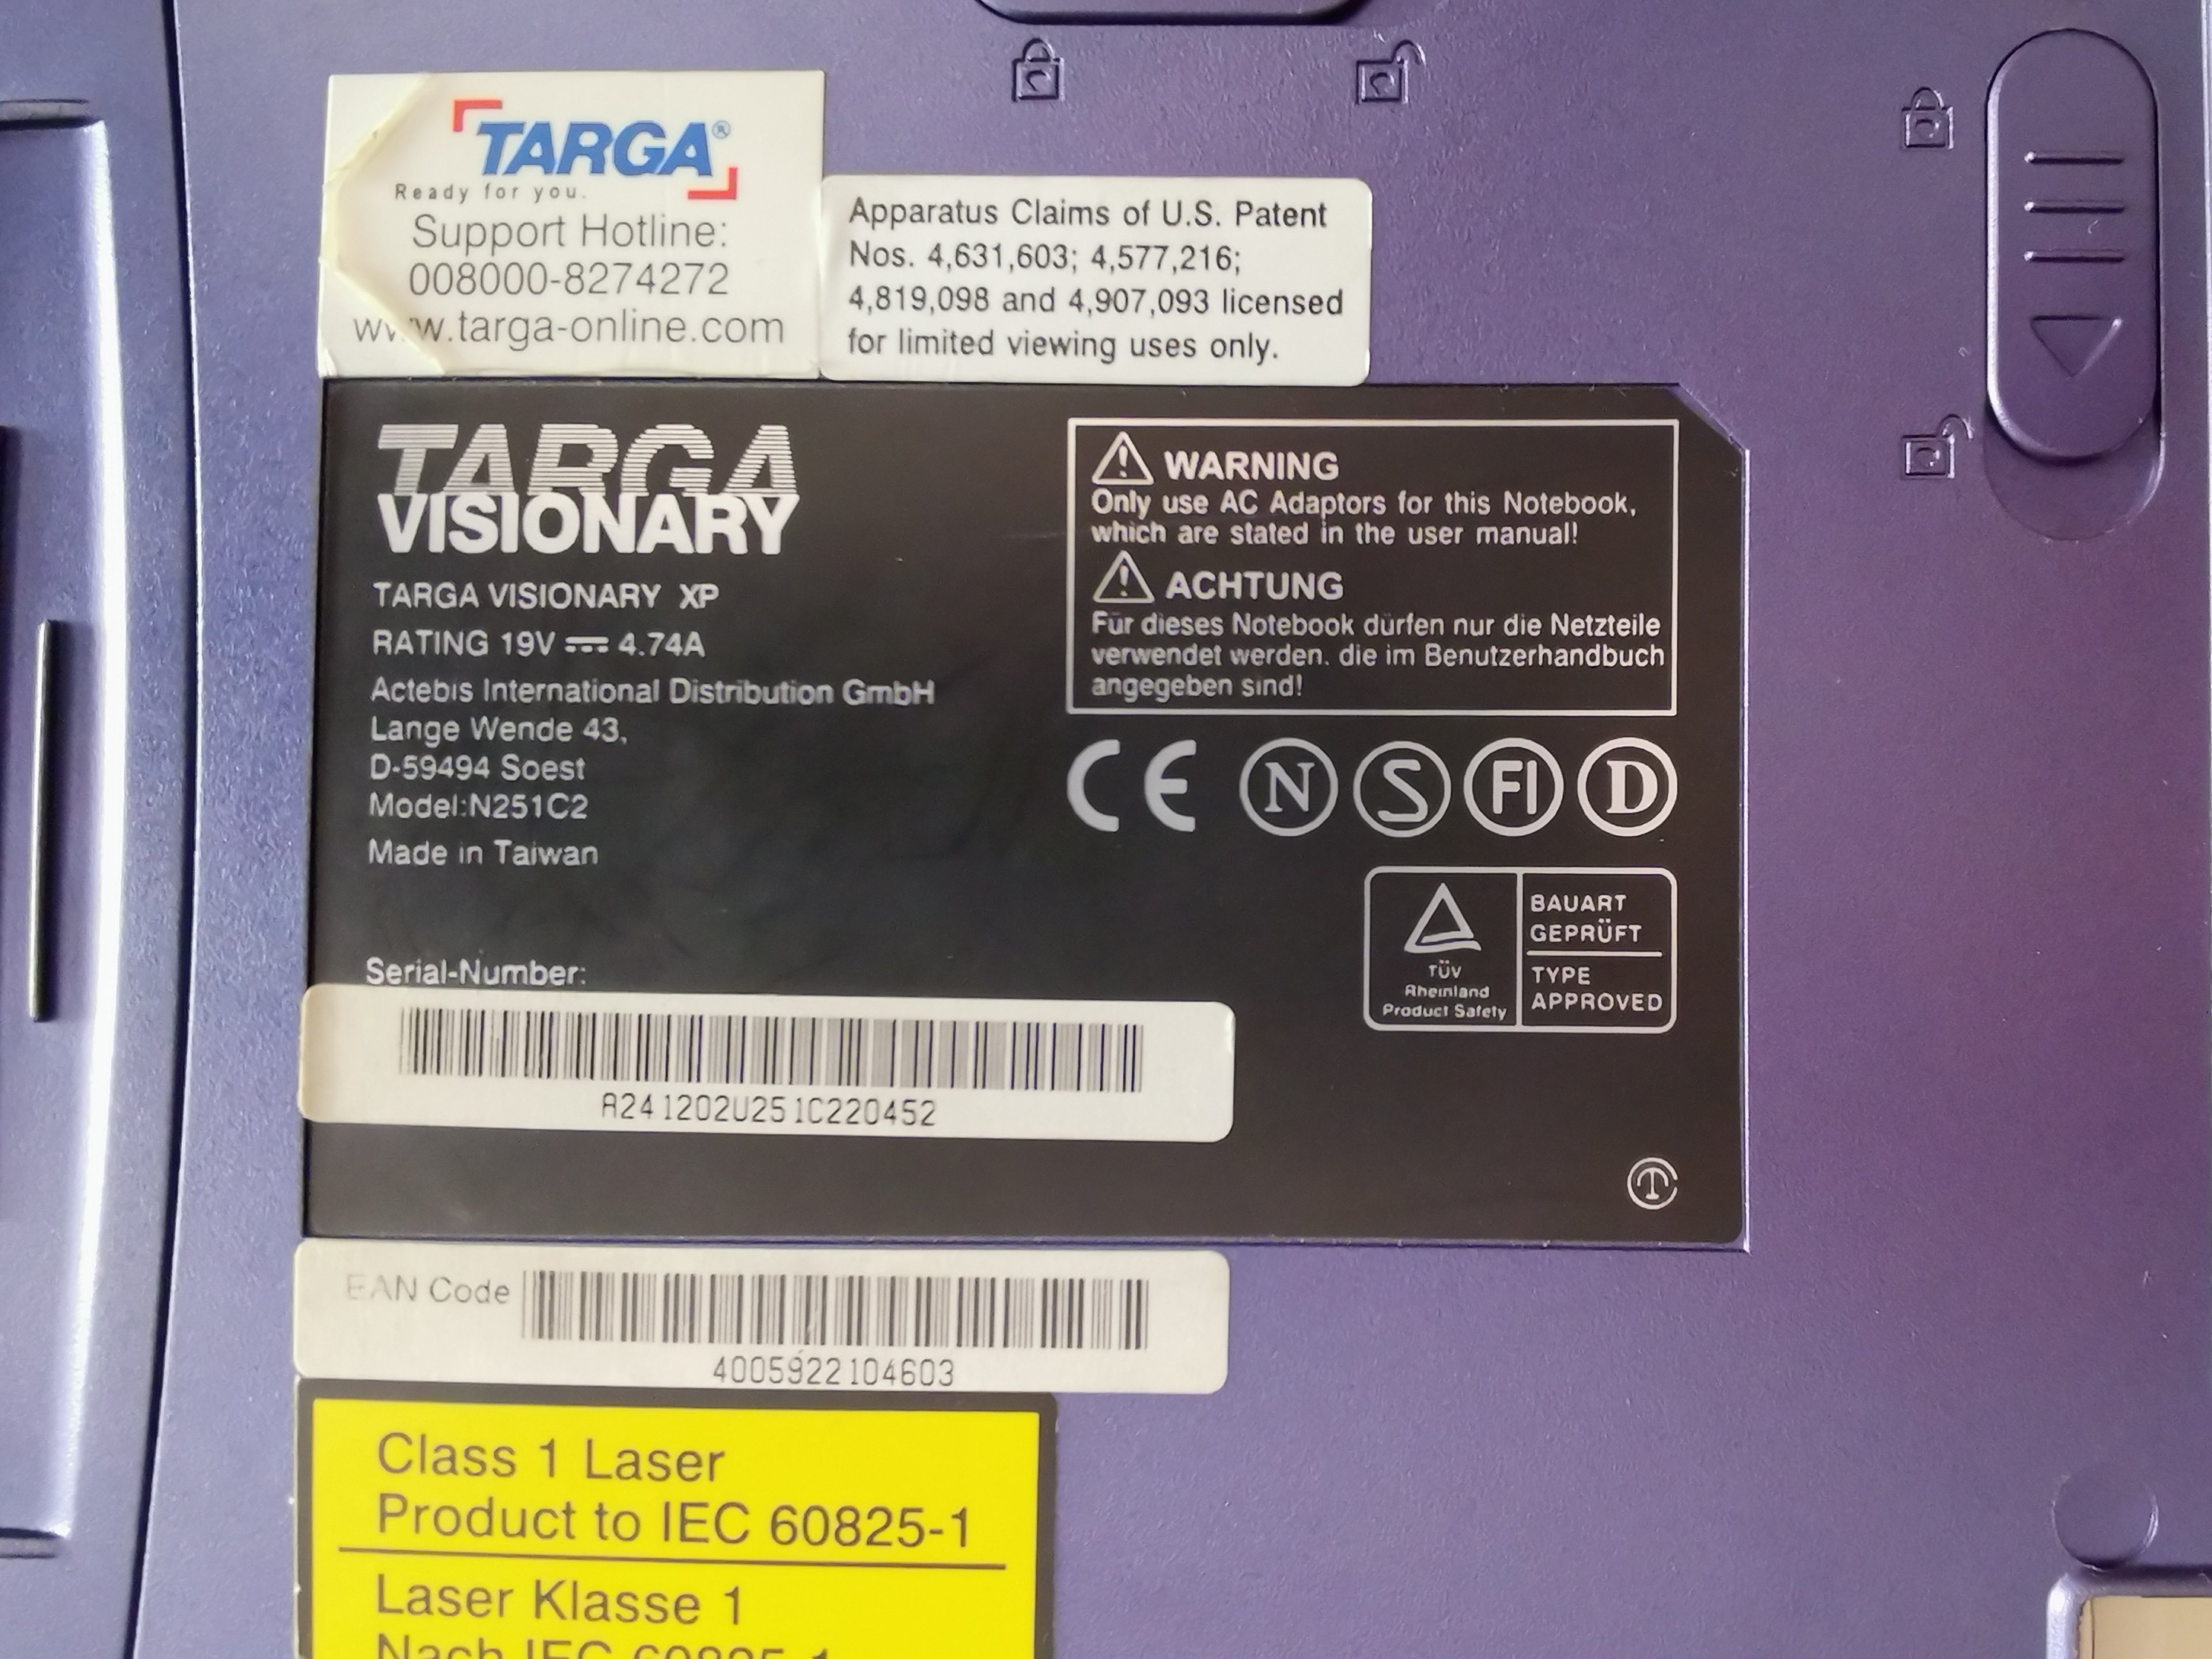 TARGA®
Ready for you.
Support Hotline:
008000-8274272
www.targa-online.com
Apparatus Claims of U.S. Patent
Nos. 4,631,603; 4,577,216;
4,819,098 and 4,907,093 licensed
for limited viewing uses only.
TARGA
VISIONARY
TARGA VISIONARY XP
RATING 19V ⎓ 4.74A
Actebis International Distribution GmbH
Lange Wende 43,
D-59494 Soest
Model:N251C2
Made in Taiwan
Serial-Number:
A241202U251C220452
WARNING
Only use AC Adaptors for this Notebook,
which are stated in the user manual!
ACHTUNG
Für dieses Notebook dürfen nur die Netzteile
verwendet werden. die im Benutzerhandbuch
angegeben sind!
CE N S FI D
TÜV
Rheinland
Product Safety
BAUART
GEPRÜFT
TYPE
APPROVED
EAN Code
4005922104603
Class 1 Laser
Product to IEC 60825-1
Laser Klasse 1
Nach IEC 60825-1